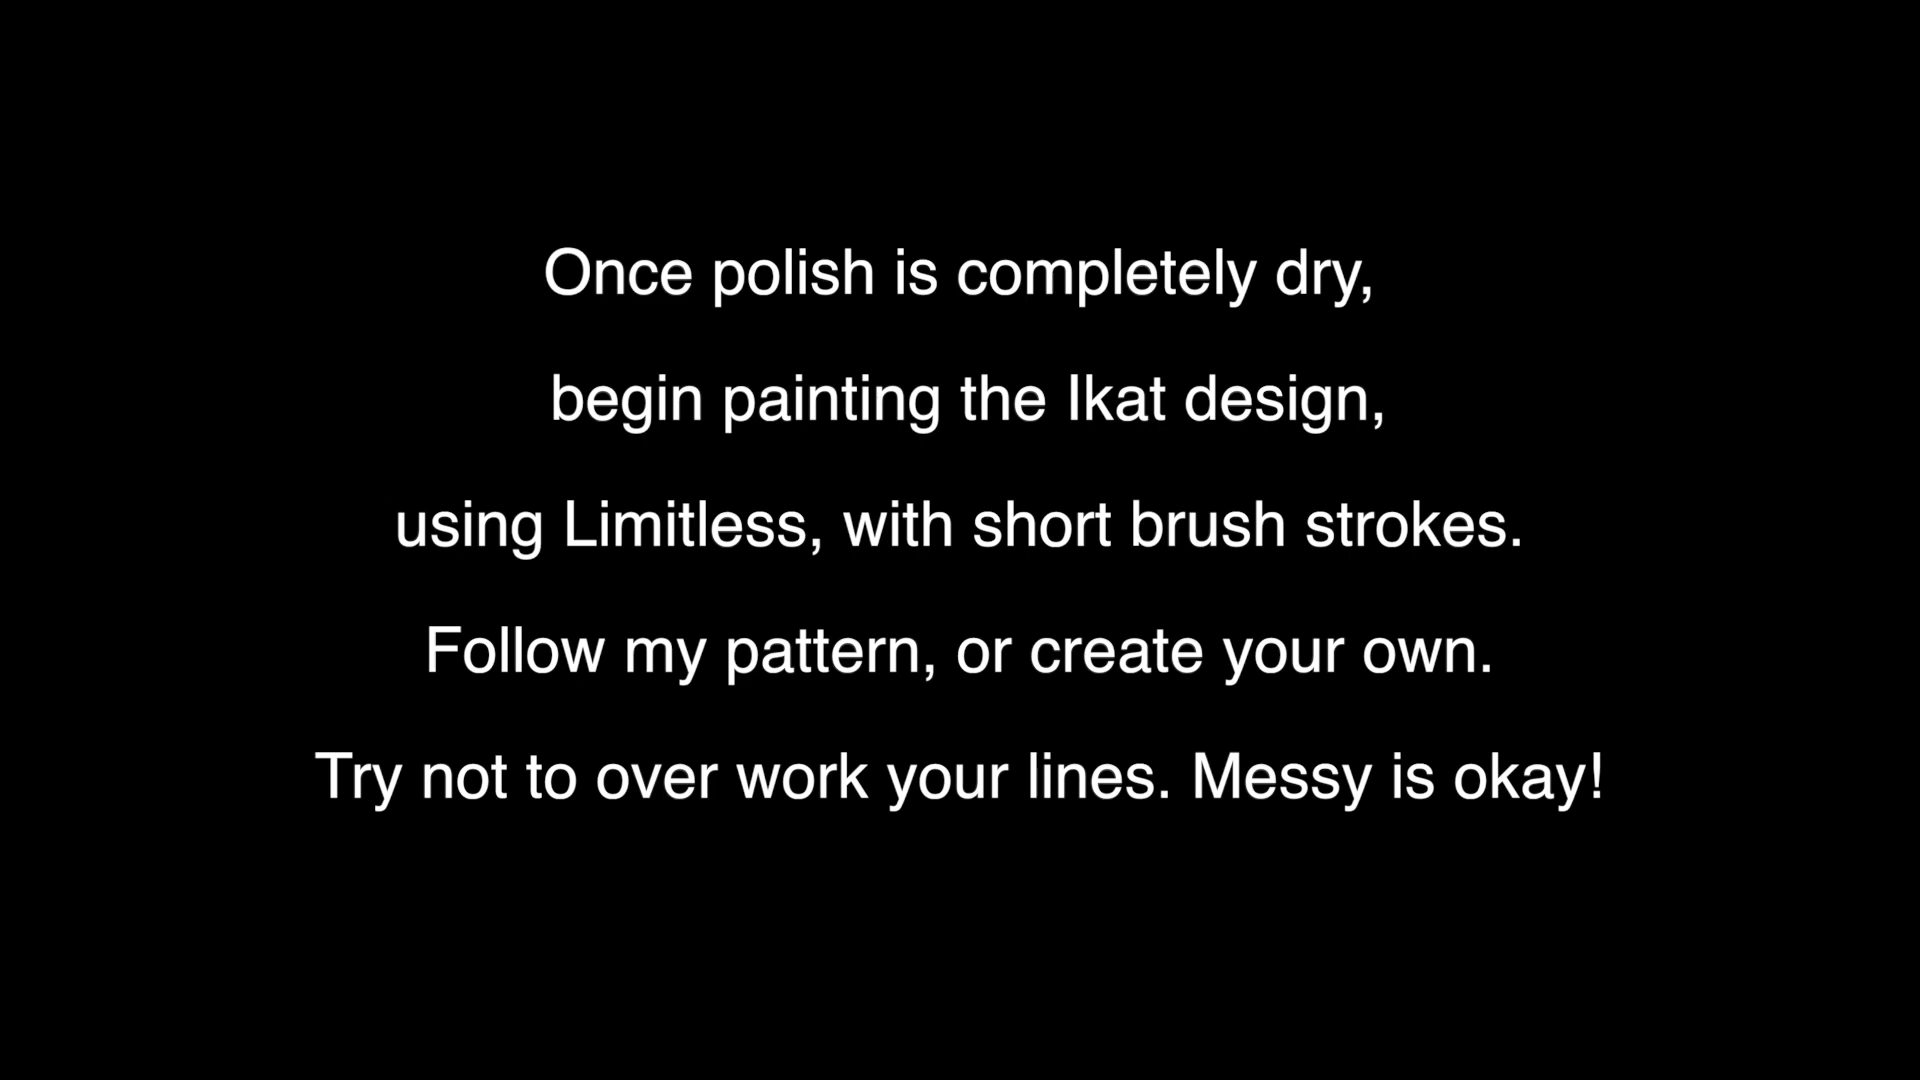 Once polish is completely dry,
begin painting the Ikat design,
using Limitless, with short brush strokes.
Follow my pattern, or create your own.
Try not to over work your lines. Messy is okay!